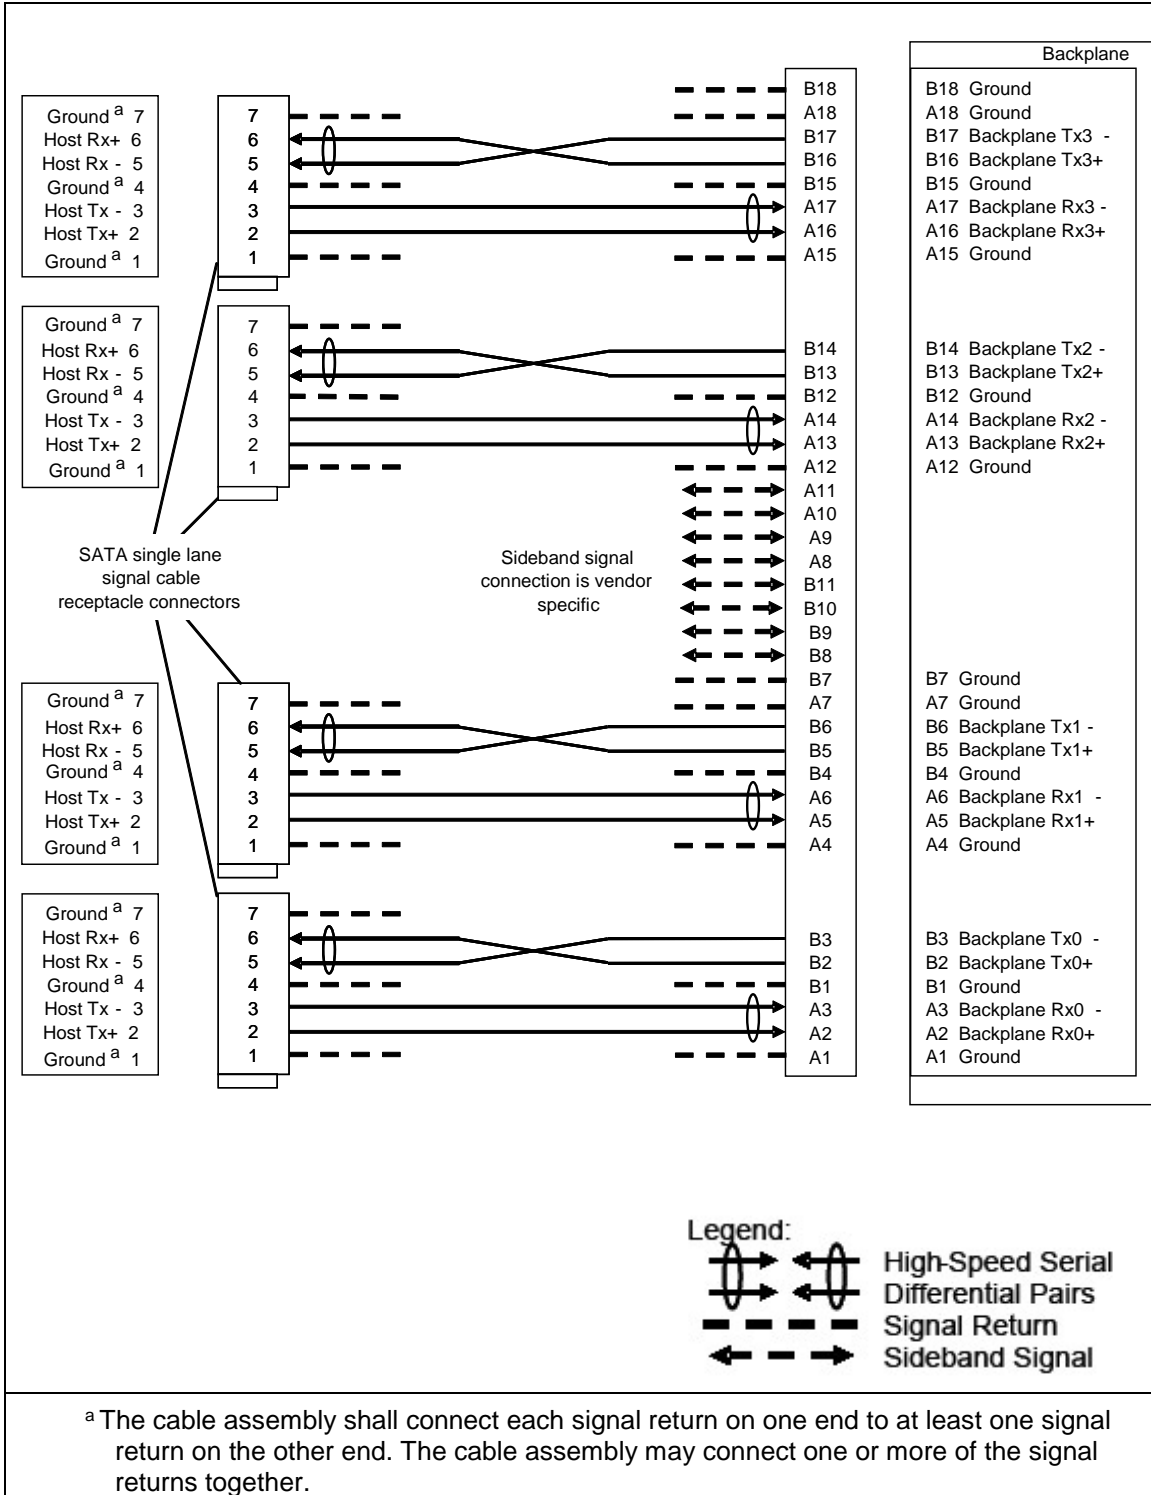 Backplane
Ground a 7
Host Rx+ 6
Host Rx - 5
Ground a 4
Host Tx - 3
Host Tx+ 2
Ground a 1
7
6
5
4
3
2
1
Ground a 7
Host Rx+ 6
Host Rx - 5
Ground a 4
Host Tx - 3
Host Tx+ 2
Ground a 1
7
6
5
4
3
2
1
SATA single lane
signal cable
receptacle connectors
Sideband signal
connection is vendor
specific
Ground a 7
Host Rx+ 6
Host Rx - 5
Ground a 4
Host Tx - 3
Host Tx+ 2
Ground a 1
7
6
5
4
3
2
1
Ground a 7
Host Rx+ 6
Host Rx - 5
Ground a 4
Host Tx - 3
Host Tx+ 2
Ground a 1
7
6
5
4
3
2
1
B18
A18
B17
B16
B15
A17
A16
A15
B14
B13
B12
A14
A13
A12
A11
A10
A9
A8
B11
B10
B9
B8
B7
A7
B6
B5
B4
A6
A5
A4
B3
B2
B1
A3
A2
A1
B18 Ground
A18 Ground
B17 Backplane Tx3 -
B16 Backplane Tx3+
B15 Ground
A17 Backplane Rx3 -
A16 Backplane Rx3+
A15 Ground
B14 Backplane Tx2 -
B13 Backplane Tx2+
B12 Ground
A14 Backplane Rx2 -
A13 Backplane Rx2+
A12 Ground
B7 Ground
A7 Ground
B6 Backplane Tx1 -
B5 Backplane Tx1+
B4 Ground
A6 Backplane Rx1 -
A5 Backplane Rx1+
A4 Ground
B3 Backplane Tx0 -
B2 Backplane Tx0+
B1 Ground
A3 Backplane Rx0 -
A2 Backplane Rx0+
A1 Ground
Legend:
High-Speed Serial
Differential Pairs
Signal Return
Sideband Signal
a The cable assembly shall connect each signal return on one end to at least one signal
return on the other end. The cable assembly may connect one or more of the signal
returns together.